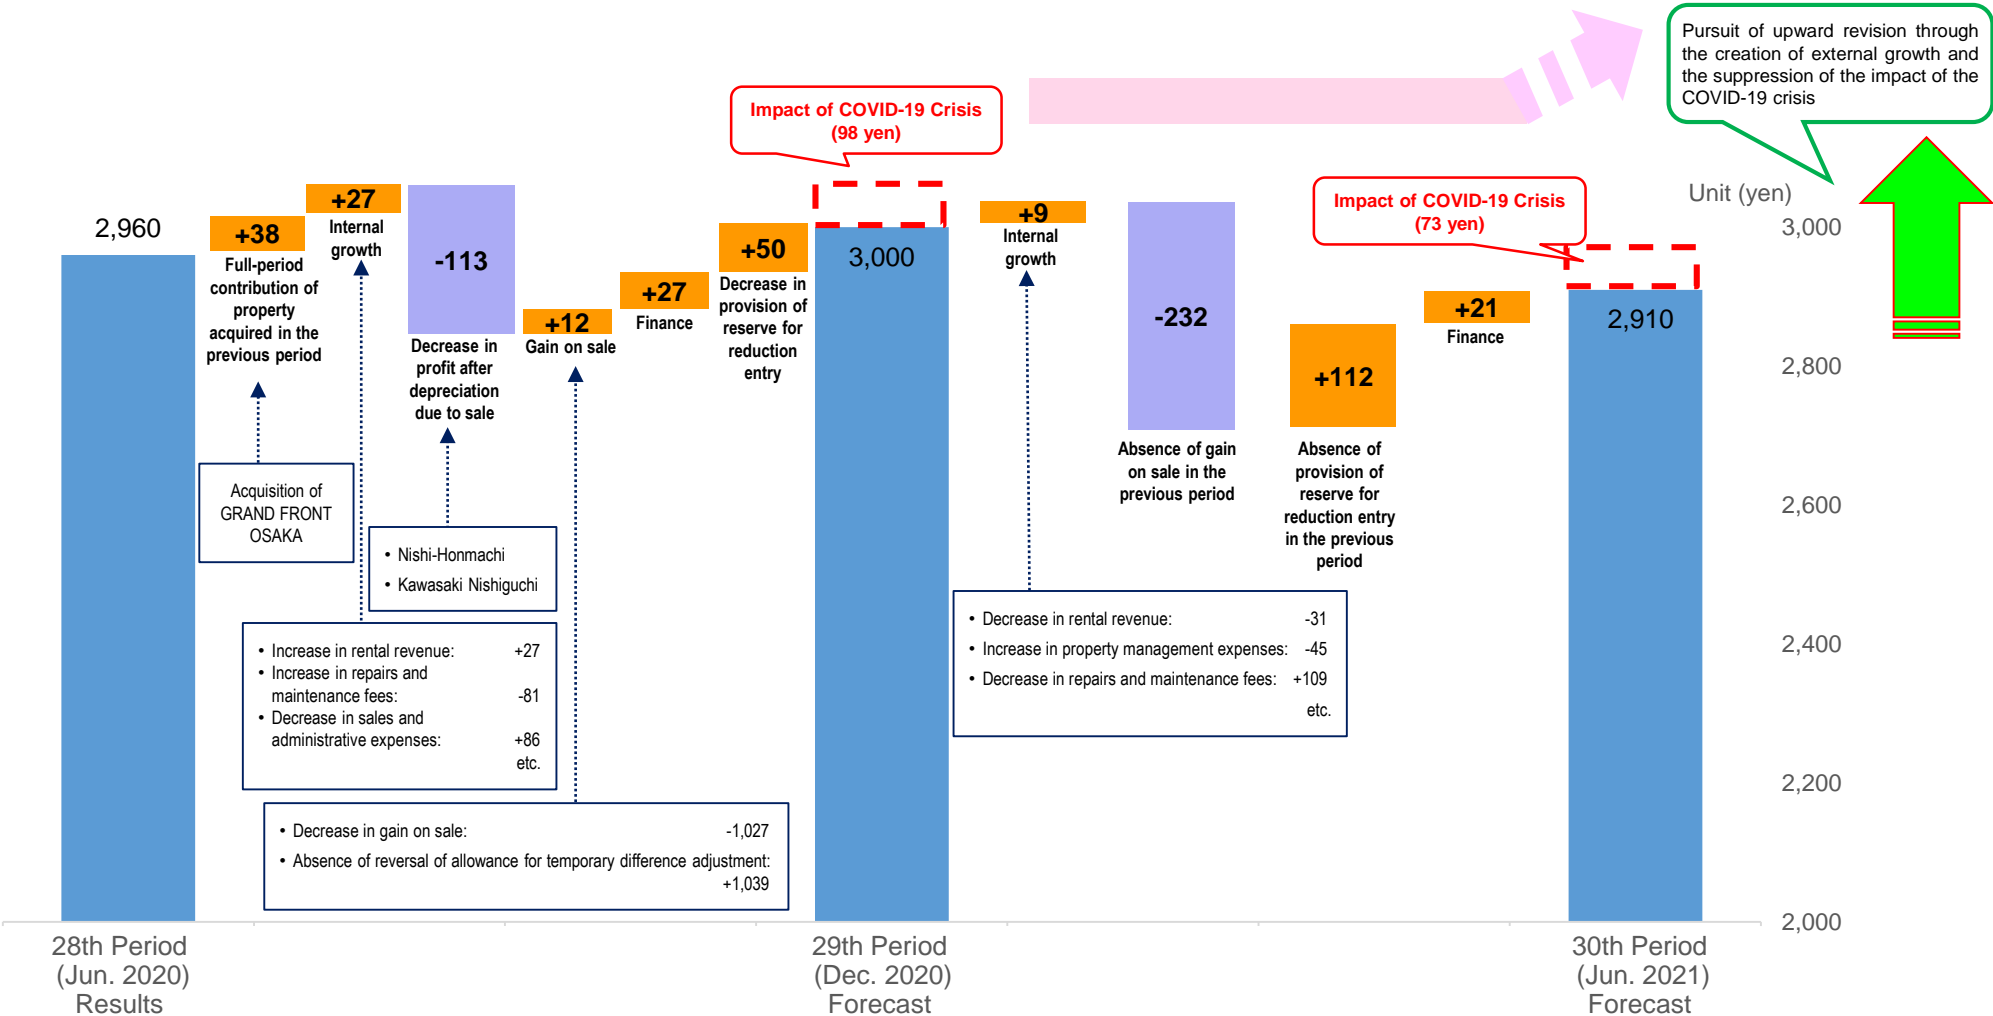 Pursuit of upward revision through
the creation of external growth and
the suppression of the impact of the
COVID-19 crisis
Impact of COVID-19 Crisis
(98 yen)
Impact of COVID-19 Crisis
(73 yen)
Unit (yen)
3,000
2,800
2,600
2,400
2,200
2,000
2,960
+38
Full-period
contribution of
property
acquired in the
previous period
+27
Internal
growth
-113
Decrease in
profit after
depreciation
due to sale
+12
Gain on sale
+27
Finance
+50
Decrease in
provision of
reserve for
reduction
entry
3,000
+9
Internal
growth
-232
Absence of gain
on sale in the
previous period
+112
Absence of
provision of
reserve for
reduction entry
in the previous
period
+21
Finance
2,910
Acquisition of
GRAND FRONT
OSAKA
• Nishi-Honmachi
• Kawasaki Nishiguchi
• Increase in rental revenue: +27
• Increase in repairs and
maintenance fees: -81
• Decrease in sales and
administrative expenses: +86
etc.
• Decrease in gain on sale: -1,027
• Absence of reversal of allowance for temporary difference adjustment:
+1,039
• Decrease in rental revenue: -31
• Increase in property management expenses: -45
• Decrease in repairs and maintenance fees: +109
etc.
28th Period
(Jun. 2020)
Results
29th Period
(Dec. 2020)
Forecast
30th Period
(Jun. 2021)
Forecast